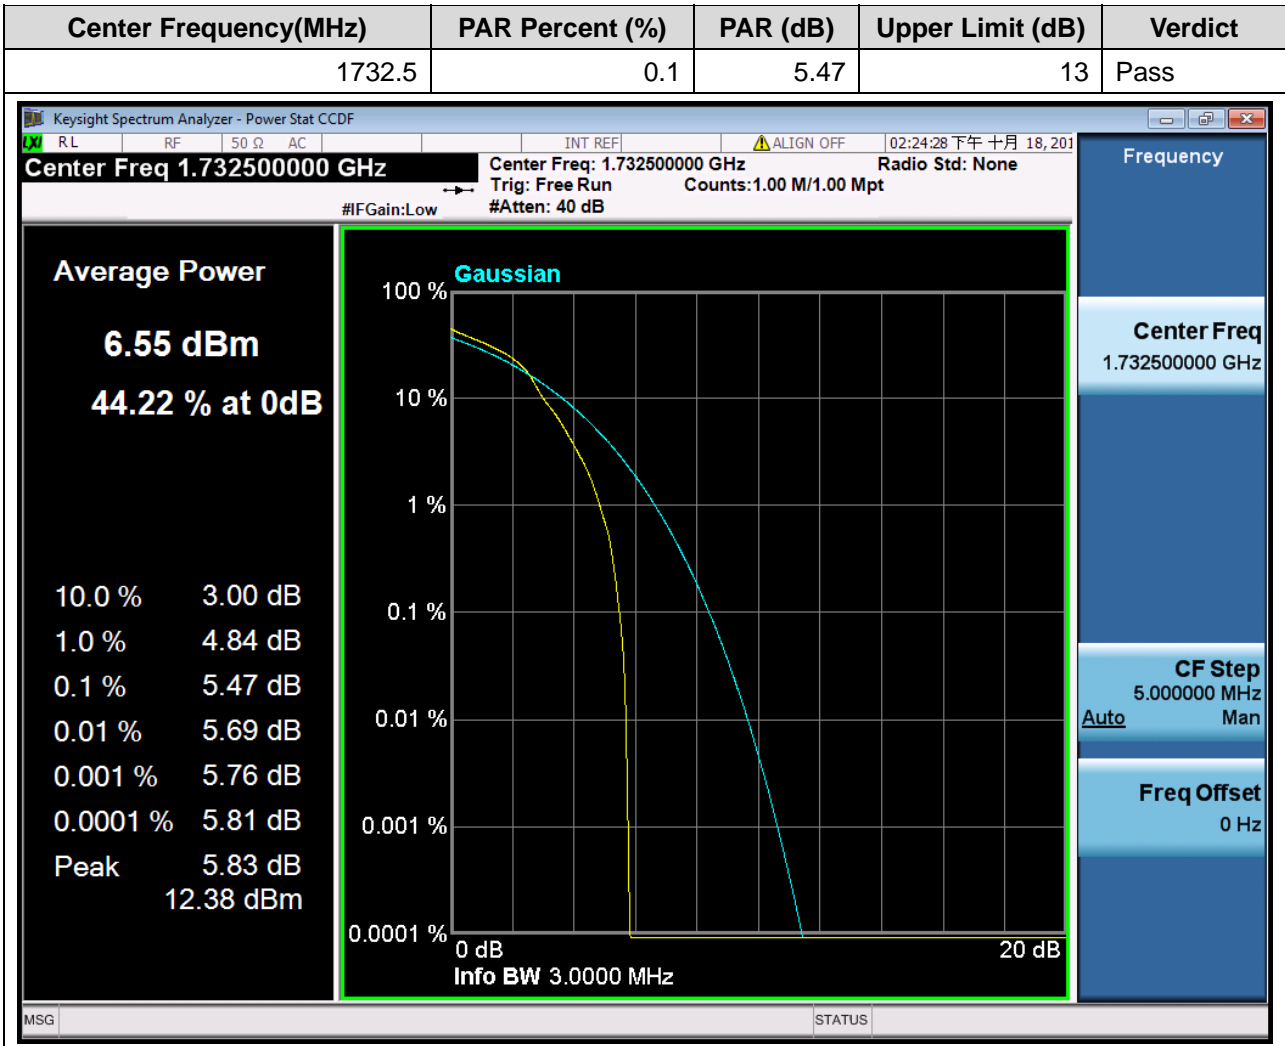 Center Frequency(MHz) PAR Percent (%) PAR (dB) Upper Limit (dB) Verdict
1732.5 0.1 5.47 13 Pass
Keysight Spectrum Analyzer - Power Stat CCDF
LXI RL RF 50 Ω AC INT REF ALIGN OFF 02:24:28 下午 十月 18, 201
Center Freq 1.732500000 GHz
#IFGain:Low
Center Freq: 1.732500000 GHz Radio Std: None
Trig: Free Run Counts:1.00 M/1.00 Mpt
#Atten: 40 dB
Average Power
6.55 dBm
44.22 % at 0dB
10.0 % 3.00 dB
1.0 % 4.84 dB
0.1 % 5.47 dB
0.01 % 5.69 dB
0.001 % 5.76 dB
0.0001 % 5.81 dB
Peak 5.83 dB
12.38 dBm
Gaussian
100 %
10 %
1 %
0.1 %
0.01 %
0.001 %
0.0001 %
0 dB 20 dB
Info BW 3.0000 MHz
Frequency
Center Freq
1.732500000 GHz
CF Step
5.000000 MHz
Auto Man
Freq Offset
0 Hz
MSG STATUS